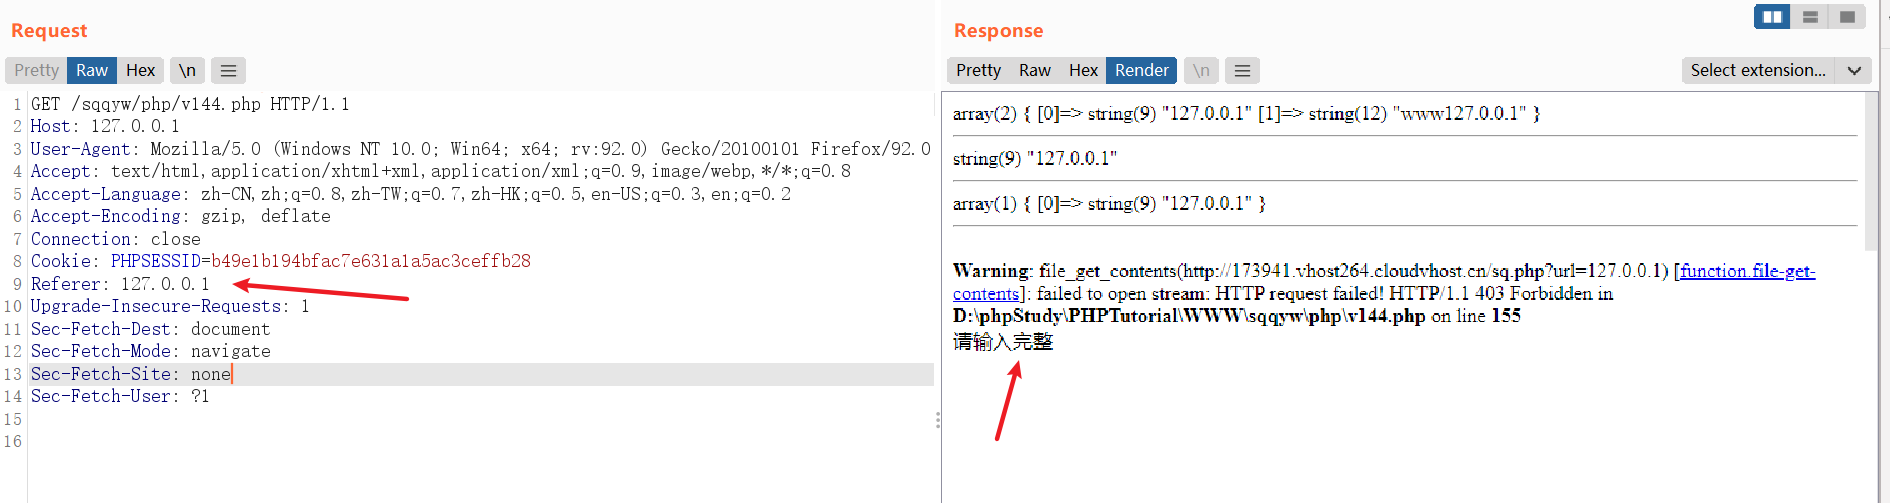 Request
Pretty Raw Hex \n
1 GET /sqqyw/php/v144.php HTTP/1.1
2 Host: 127.0.0.1
3 User-Agent: Mozilla/5.0 (Windows NT 10.0; Win64; x64; rv:92.0) Gecko/20100101 Firefox/92.0
4 Accept: text/html,application/xhtml+xml,application/xml;q=0.9,image/webp,*/*;q=0.8
5 Accept-Language: zh-CN,zh;q=0.8,zh-TW;q=0.7,zh-HK;q=0.5,en-US;q=0.3,en;q=0.2
6 Accept-Encoding: gzip, deflate
7 Connection: close
8 Cookie: PHPSESSID=b49e1b194bfac7e631a1a5ac3ceffb28
9 Referer: 127.0.0.1
10 Upgrade-Insecure-Requests: 1
11 Sec-Fetch-Dest: document
12 Sec-Fetch-Mode: navigate
13 Sec-Fetch-Site: none
14 Sec-Fetch-User: ?1
15
16
Response
Pretty Raw Hex Render \n Select extension...
array(2) { [0]=> string(9) "127.0.0.1" [1]=> string(12) "www127.0.0.1" }
string(9) "127.0.0.1"
array(1) { [0]=> string(9) "127.0.0.1" }
Warning: file_get_contents(http://173941.vhost264.cloudvhost.cn/sq.php?url=127.0.0.1) [function.file-get-
contents]: failed to open stream: HTTP request failed! HTTP/1.1 403 Forbidden in
D:\phpStudy\PHPTutorial\WWW\sqqyw\php\v144.php on line 155
请输入完整